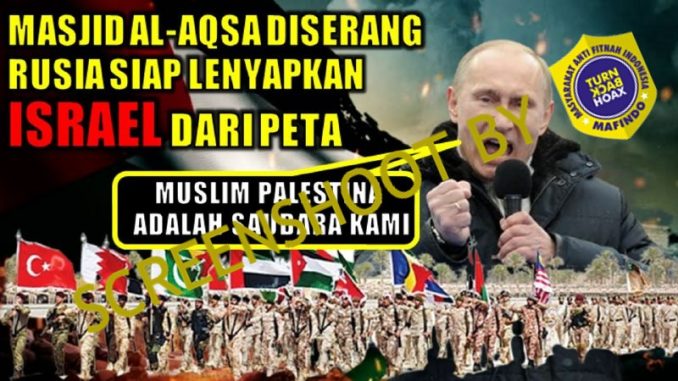 MASJID AL-AQSA DISERANG
RUSIA SIAP LENYAPKAN
ISRAEL DARI PETA
MUSLIM PALESTINA
ADALAH SAUDARA KAMI
SCREENSHOOT BY
MASYARAKAT ANTI FITNAH INDONESIA
TURN
BACK
HOAX
MAFINDO